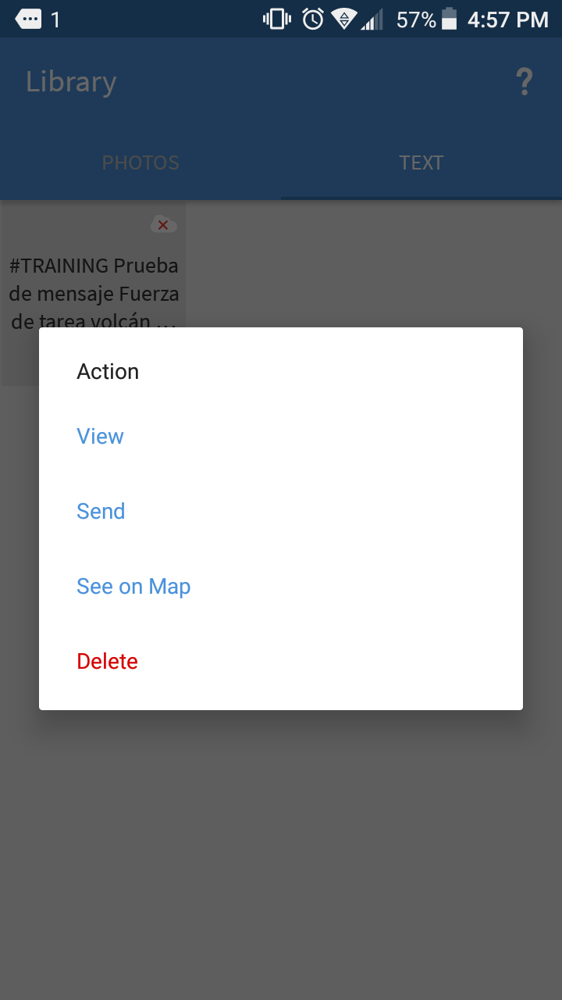 1
57%
4:57 PM
Library
?
PHOTOS
TEXT
#TRAINING Prueba
de mensaje Fuerza
de tarea volcán ...
Action
View
Send
See on Map
Delete